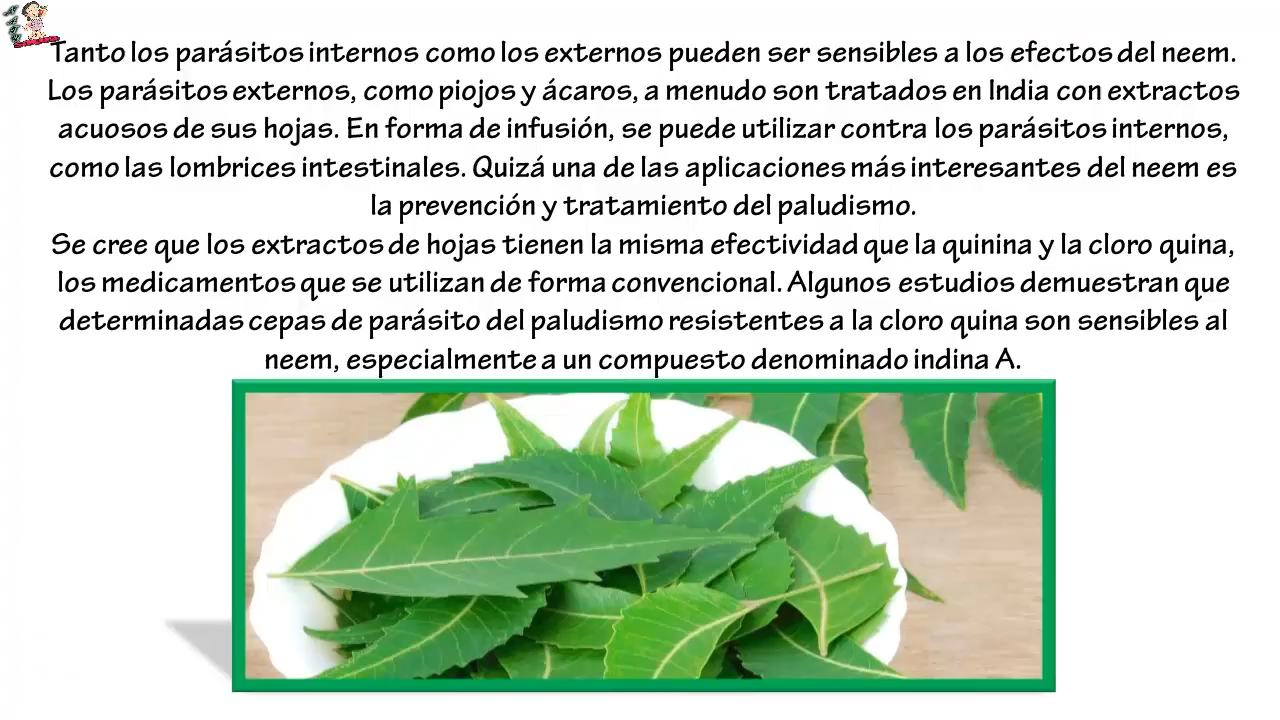 Tanto los parásitos internos como los externos pueden ser sensibles a los efectos del neem.
Los parásitos externos, como piojos y ácaros, a menudo son tratados en India con extractos
acuosos de sus hojas. En forma de infusión, se puede utilizar contra los parásitos internos,
como las lombrices intestinales. Quizá una de las aplicaciones más interesantes del neem es
la prevención y tratamiento del paludismo.
Se cree que los extractos de hojas tienen la misma efectividad que la quinina y la cloro quina,
los medicamentos que se utilizan de forma convencional. Algunos estudios demuestran que
determinadas cepas de parásito del paludismo resistentes a la cloro quina son sensibles al
neem, especialmente a un compuesto denominado indina A.